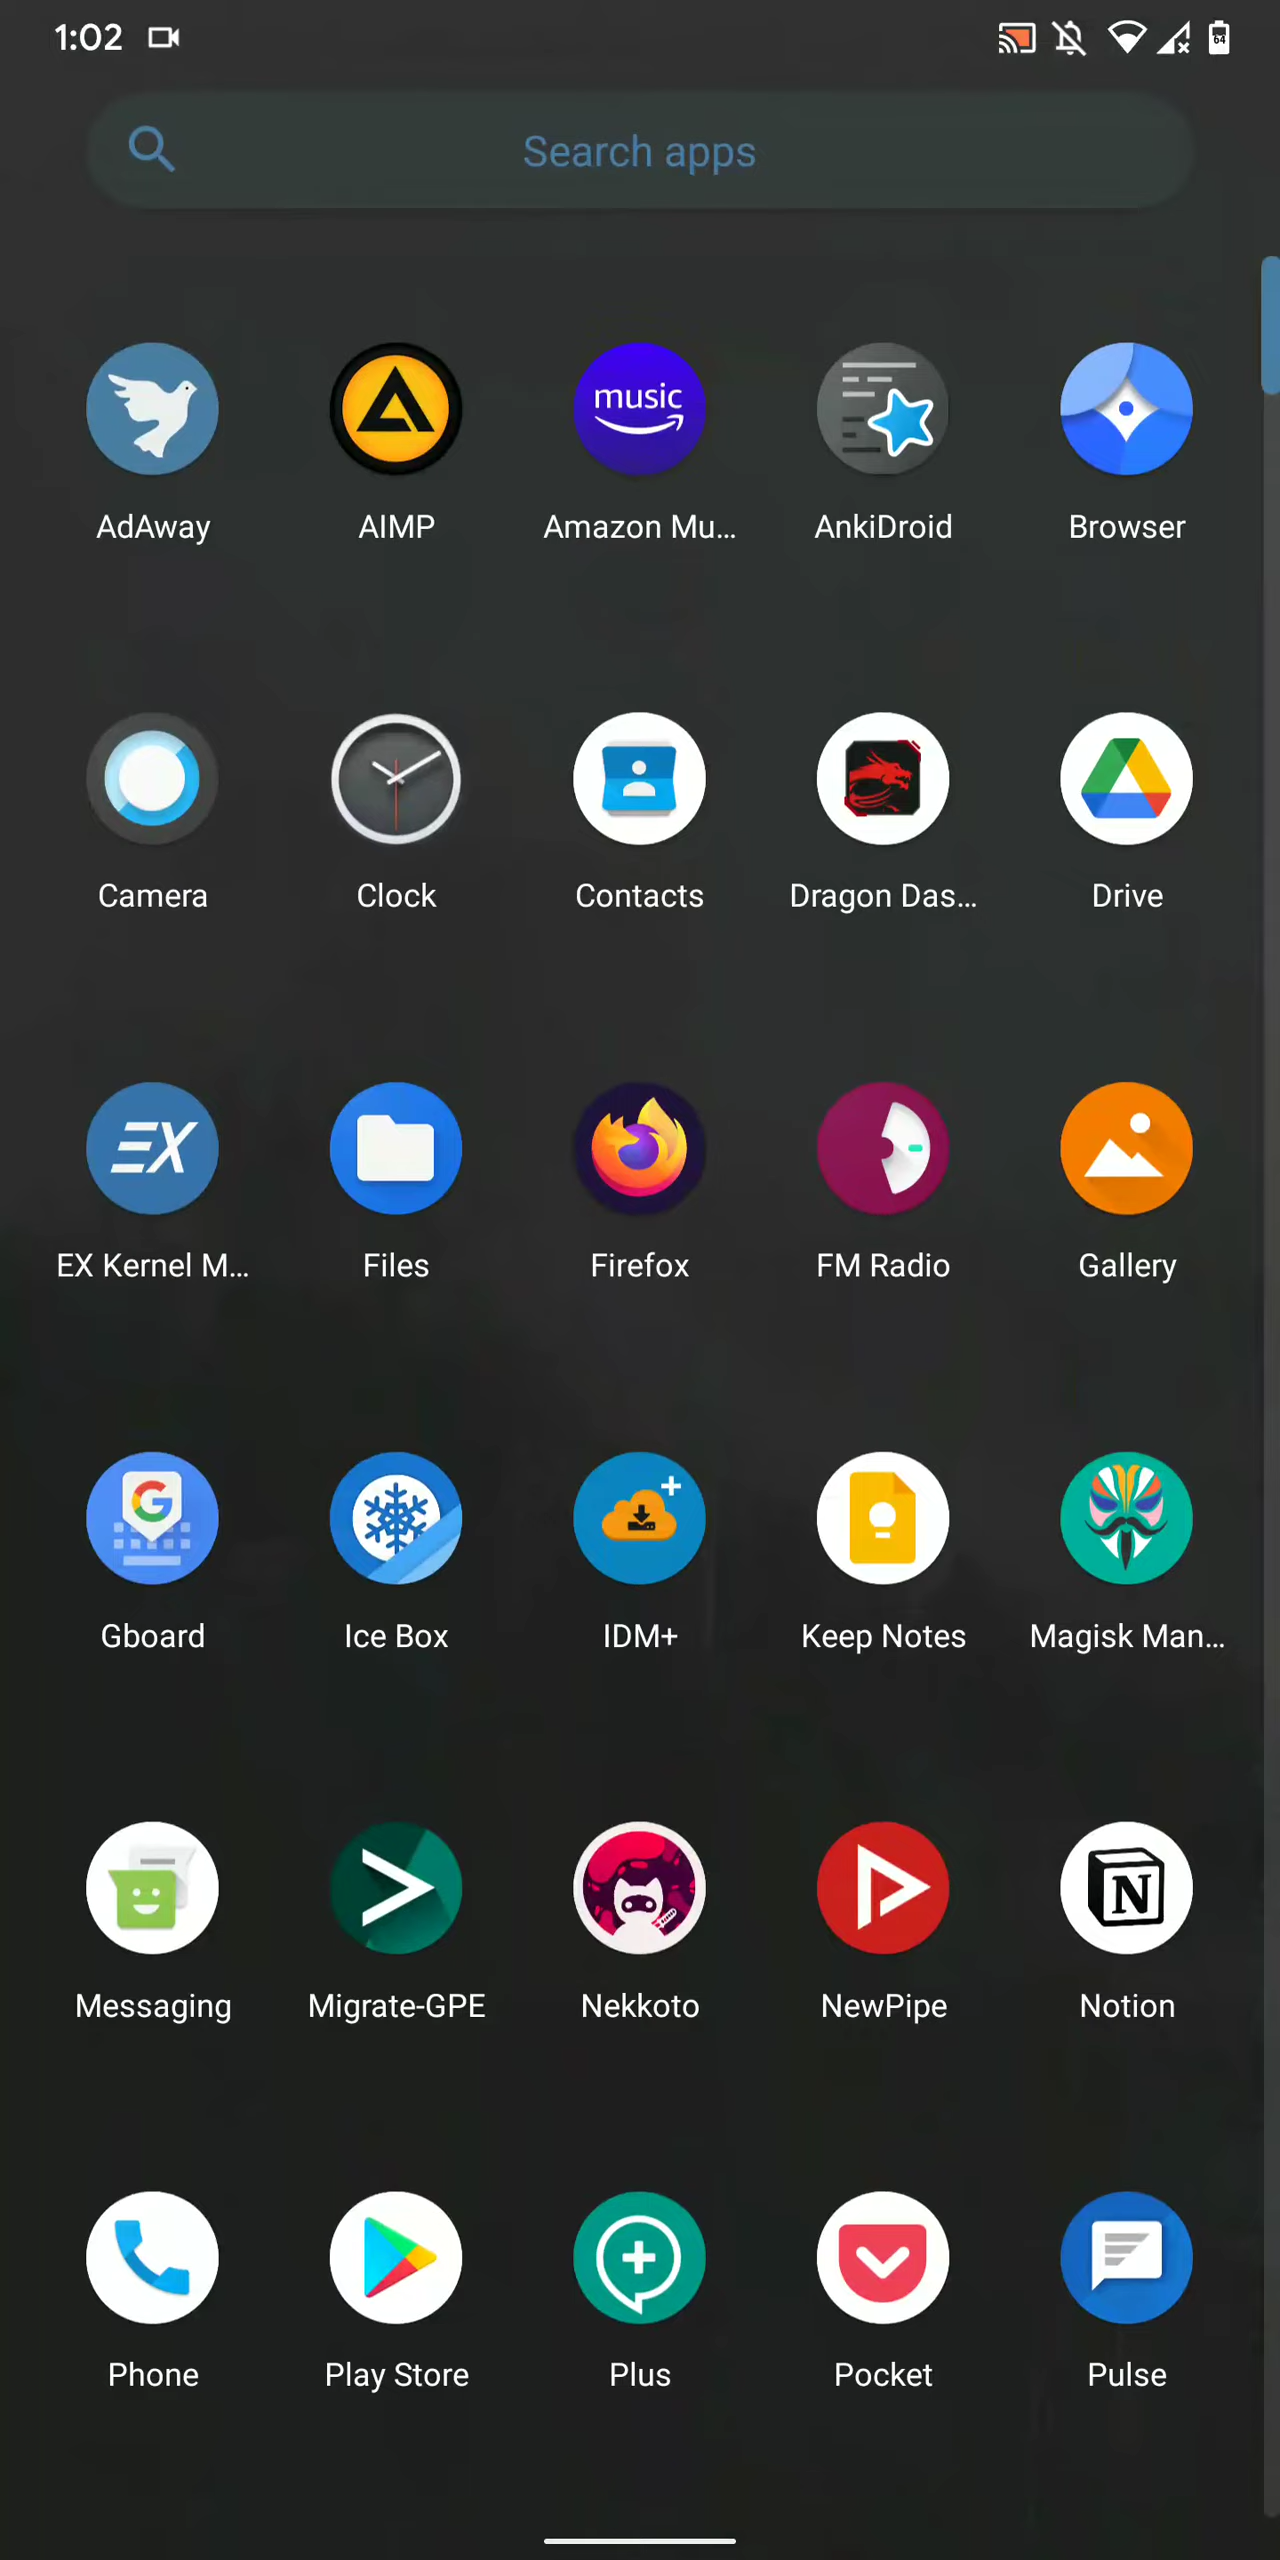 1:02
64
Search apps
music
AdAway
AIMP
Amazon Mu...
AnkiDroid
Browser
Camera
Clock
Contacts
Dragon Das...
Drive
EX
EX Kernel M...
Files
Firefox
FM Radio
Gallery
G
Gboard
Ice Box
IDM+
Keep Notes
Magisk Man...
N
Messaging
Migrate-GPE
Nekkoto
NewPipe
Notion
Phone
Play Store
Plus
Pocket
Pulse